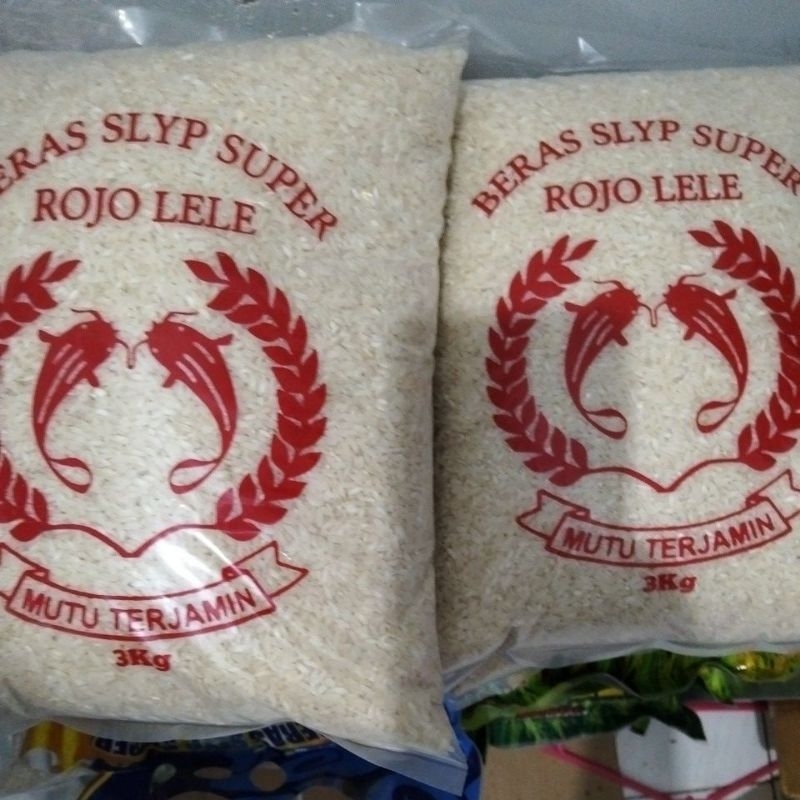 BERAS SLYP SUPER
ROJO LELE
MUTU TERJAMIN
3Kg
BERAS SLYP SUPER
ROJO LELE
MUTU TERJAMIN
3Kg